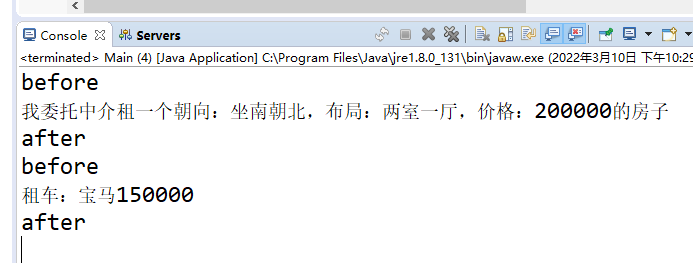 Console Servers
<terminated> Main (4) [Java Application] C:\Program Files\Java\jre1.8.0_131\bin\javaw.exe (2022年3月10日 下午10:29
before
我委托中介租一个朝向：坐南朝北，布局：两室一厅，价格：200000的房子
after
before
租车：宝马150000
after